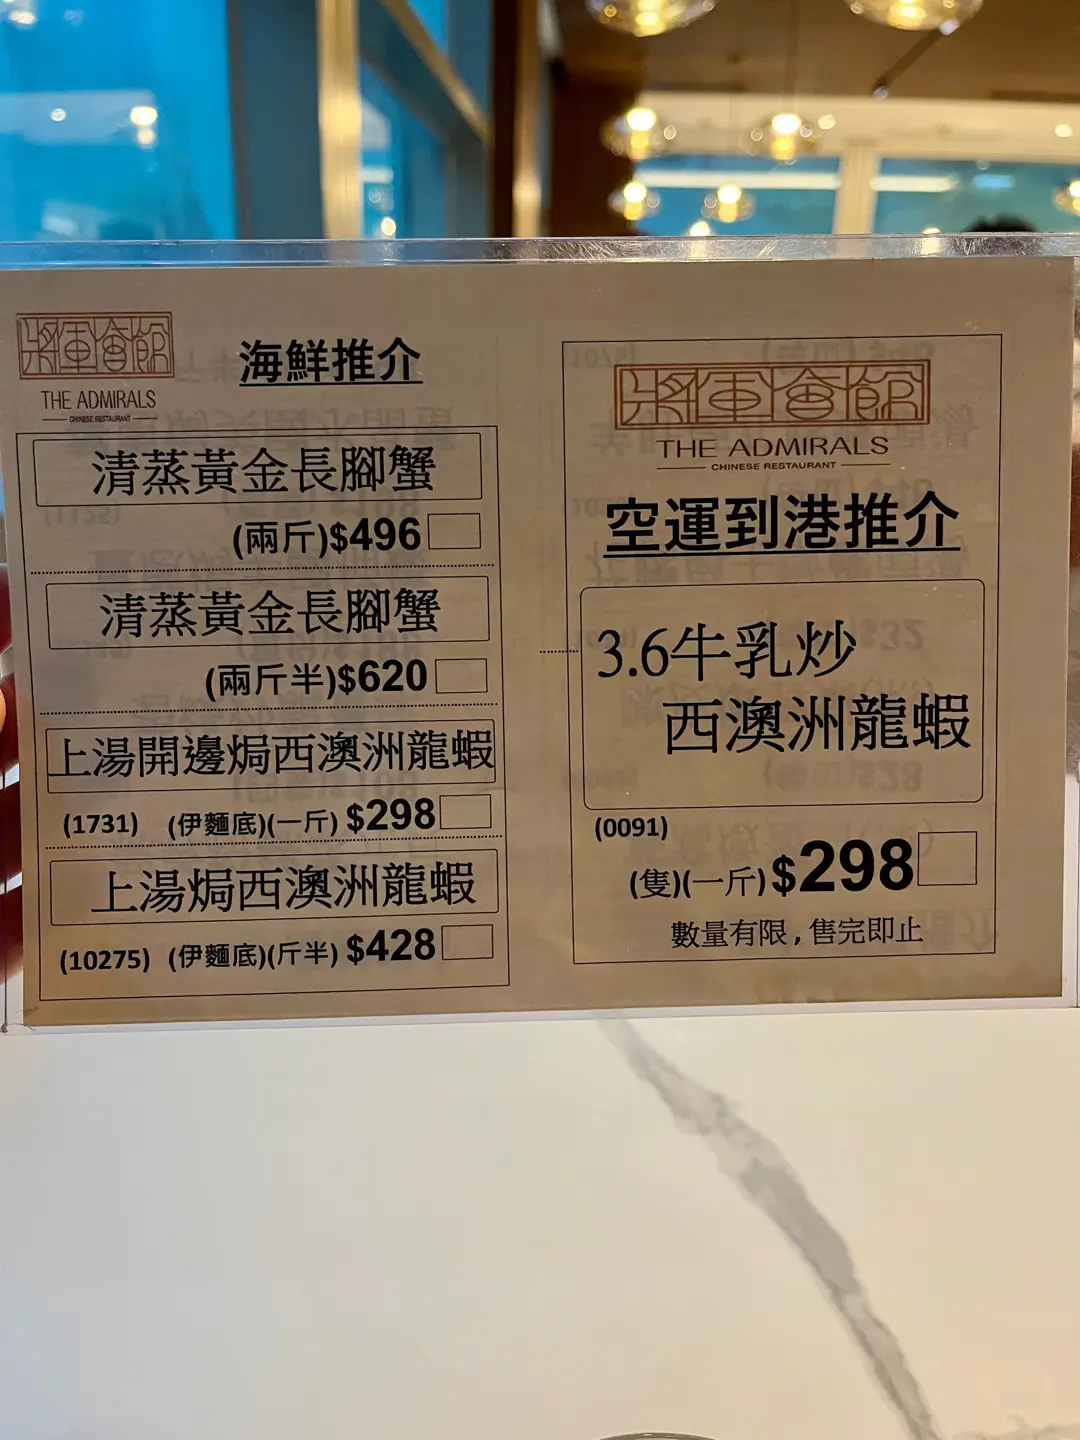 將軍會館
THE ADMIRALS
CHINESE RESTAURANT
海鮮推介
清蒸黃金長腳蟹
(兩斤)$496
清蒸黃金長腳蟹
(兩斤半)$620
上湯開邊焗西澳洲龍蝦
(1731) (伊麵底)(一斤) $298
上湯焗西澳洲龍蝦
(10275) (伊麵底)(斤半) $428
將軍會館
THE ADMIRALS
CHINESE RESTAURANT
空運到港推介
3.6牛乳炒
西澳洲龍蝦
(0091)
(隻)(一斤)$298
數量有限,售完即止